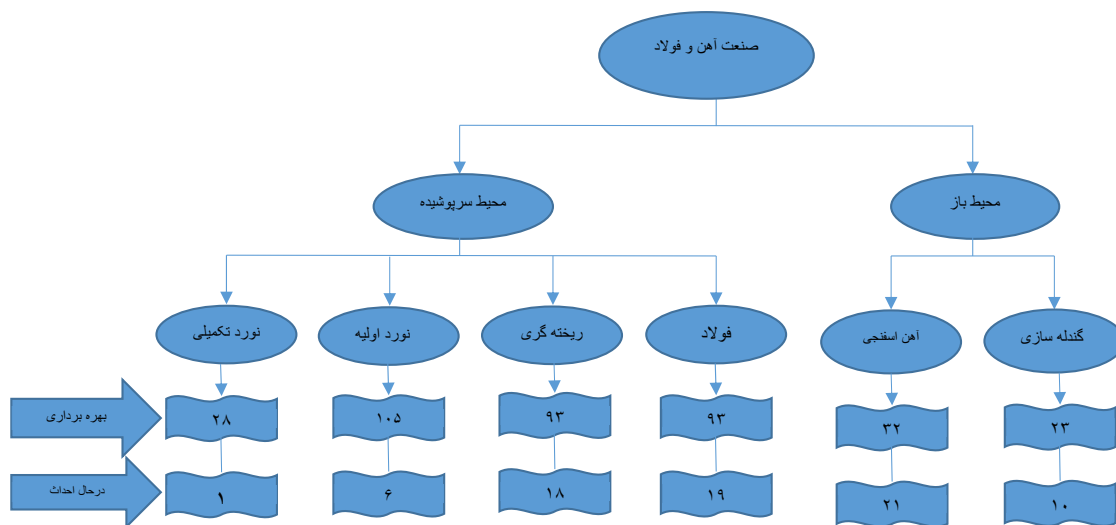 صنعت آهن و فولاد
محیط باز
محیط سرپوشیده
گندله سازی
آهن اسفنجی
فولاد
ریخته گری
نورد اولیه
نورد تکمیلی
بهره برداری
۲۳
۳۲
۹۳
۹۳
۱۰۵
۲۸
درحال احداث
۱۰
۲۱
۱۹
۱۸
۶
۱